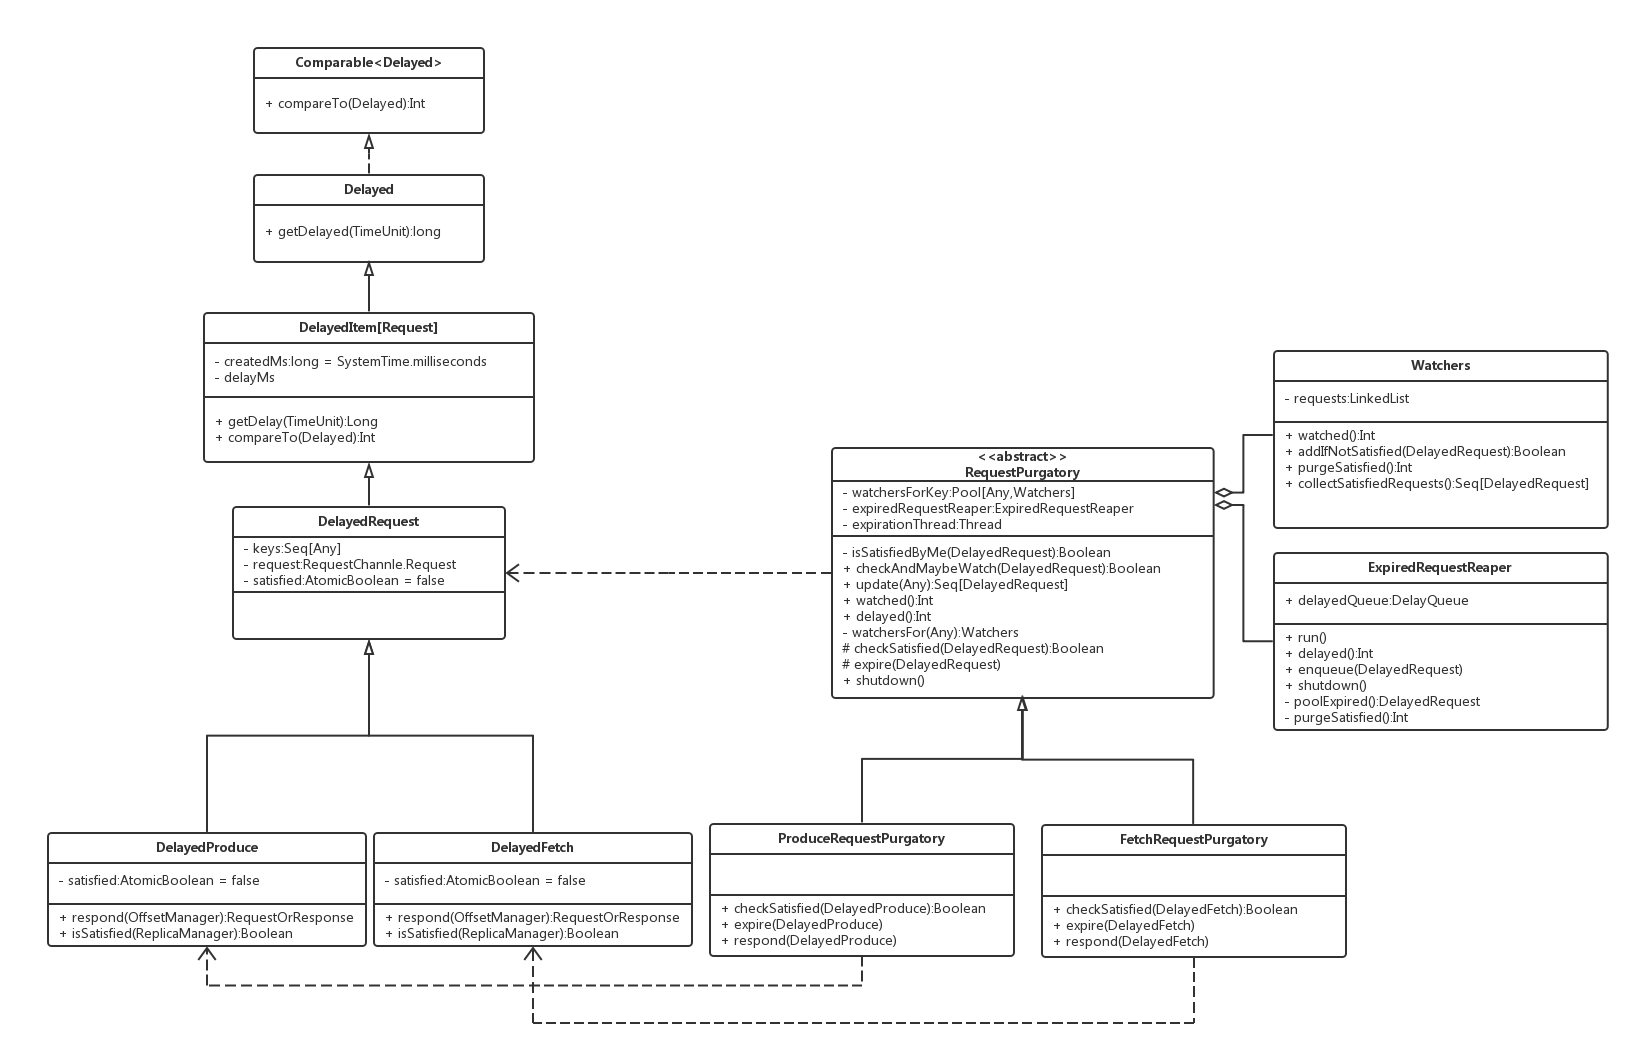 Comparable<Delayed>
+ compareTo(Delayed):Int
Delayed
+ getDelayed(TimeUnit):long
DelayedItem[Request]
- createdMs:long = SystemTime.milliseconds
- delayMs
+ getDelay(TimeUnit):Long
+ compareTo(Delayed):Int
DelayedRequest
- keys:Seq[Any]
- request:RequestChannle.Request
- satisfied:AtomicBoolean = false
<<abstract>>
RequestPurgatory
- watchersForKey:Pool[Any,Watchers]
- expiredRequestReaper:ExpiredRequestReaper
- expirationThread:Thread
- isSatisfiedByMe(DelayedRequest):Boolean
+ checkAndMaybeWatch(DelayedRequest):Boolean
+ update(Any):Seq[DelayedRequest]
+ watched():Int
+ delayed():Int
- watchersFor(Any):Watchers
# checkSatisfied(DelayedRequest):Boolean
# expire(DelayedRequest)
+ shutdown()
Watchers
- requests:LinkedList
+ watched():Int
+ addIfNotSatisfied(DelayedRequest):Boolean
+ purgeSatisfied():Int
+ collectSatisfiedRequests():Seq[DelayedRequest]
ExpiredRequestReaper
+ delayedQueue:DelayQueue
+ run()
+ delayed():Int
+ enqueue(DelayedRequest)
+ shutdown()
- poolExpired():DelayedRequest
- purgeSatisfied():Int
DelayedProduce
- satisfied:AtomicBoolean = false
+ respond(OffsetManager):RequestOrResponse
+ isSatisfied(ReplicaManager):Boolean
DelayedFetch
- satisfied:AtomicBoolean = false
+ respond(OffsetManager):RequestOrResponse
+ isSatisfied(ReplicaManager):Boolean
ProduceRequestPurgatory
+ checkSatisfied(DelayedProduce):Boolean
+ expire(DelayedProduce)
+ respond(DelayedProduce)
FetchRequestPurgatory
+ checkSatisfied(DelayedFetch):Boolean
+ expire(DelayedFetch)
+ respond(DelayedFetch)